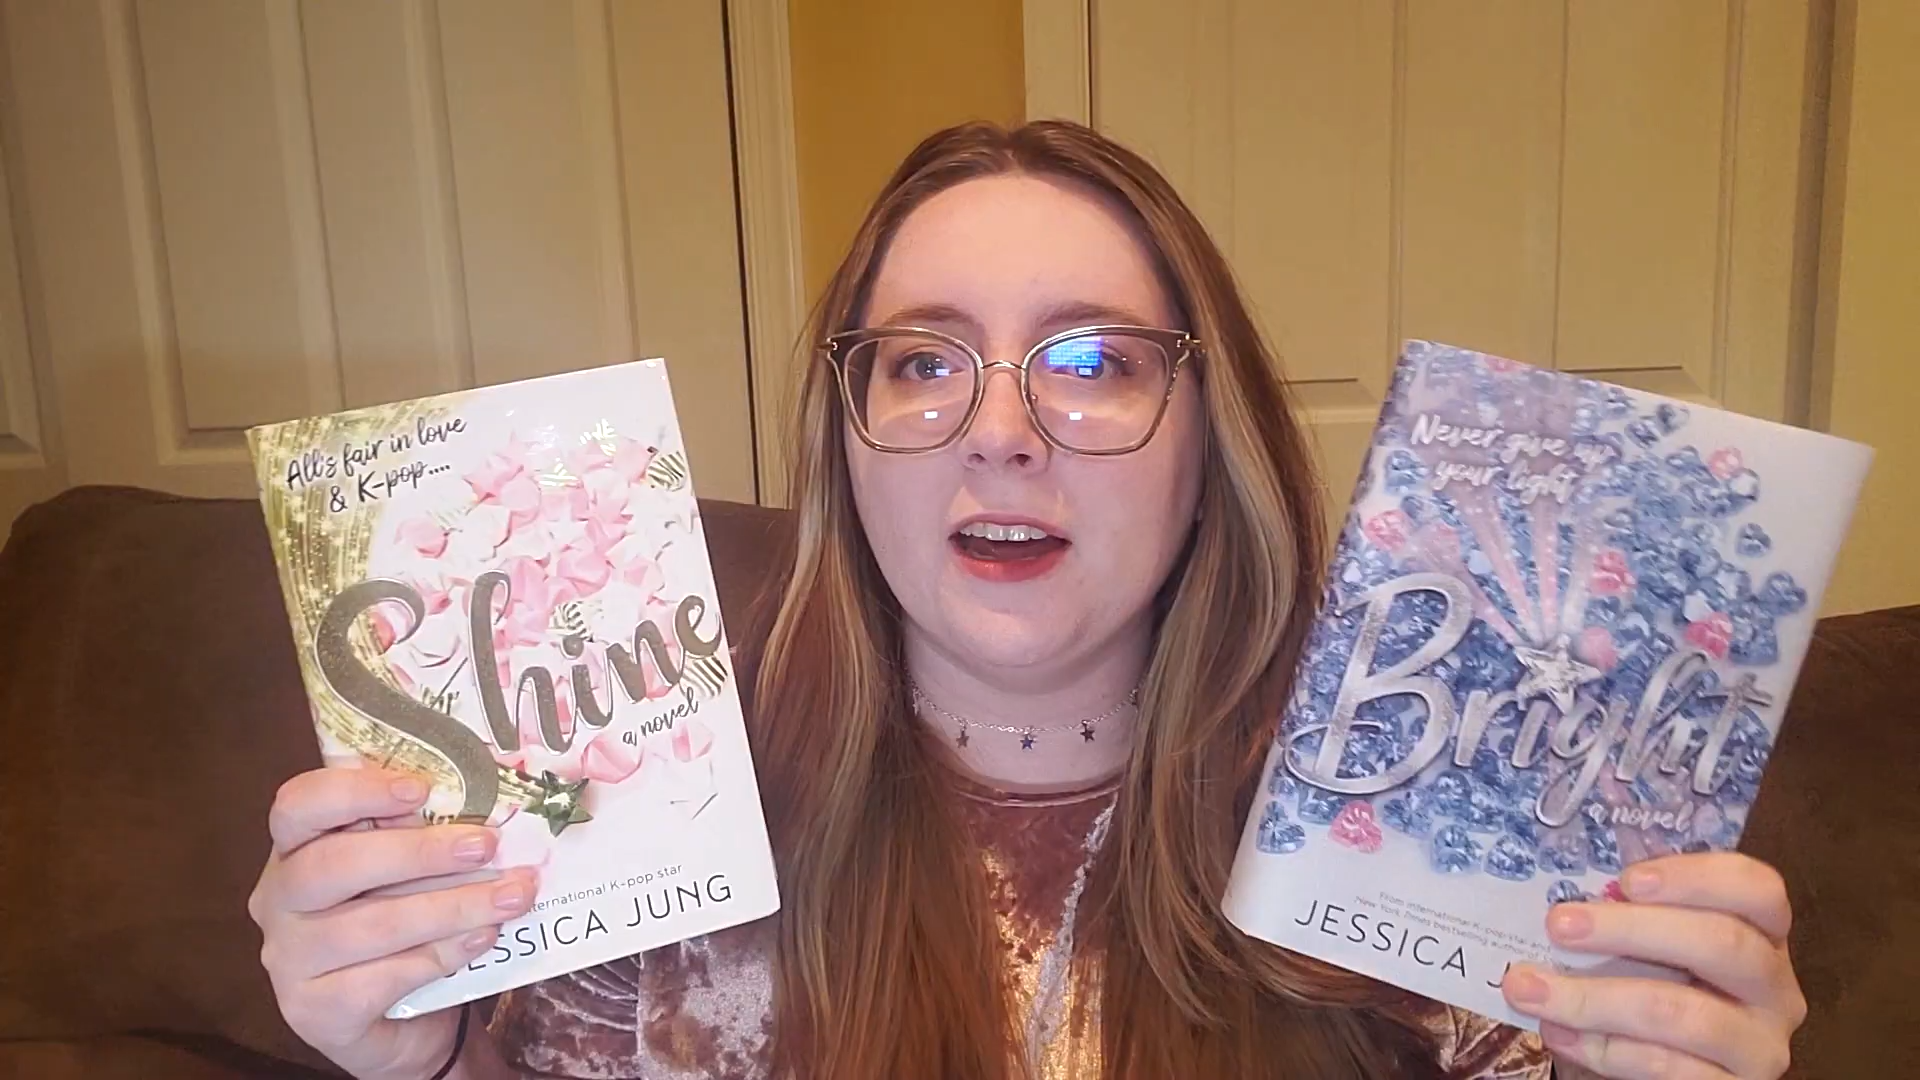 All's fair in love
& K-pop....
Shine
a novel
international K-pop star
JESSICA JUNG
Never give up
your light
Bright
a novel
From international K-pop star and
New York Times bestselling author of
JESSICA J